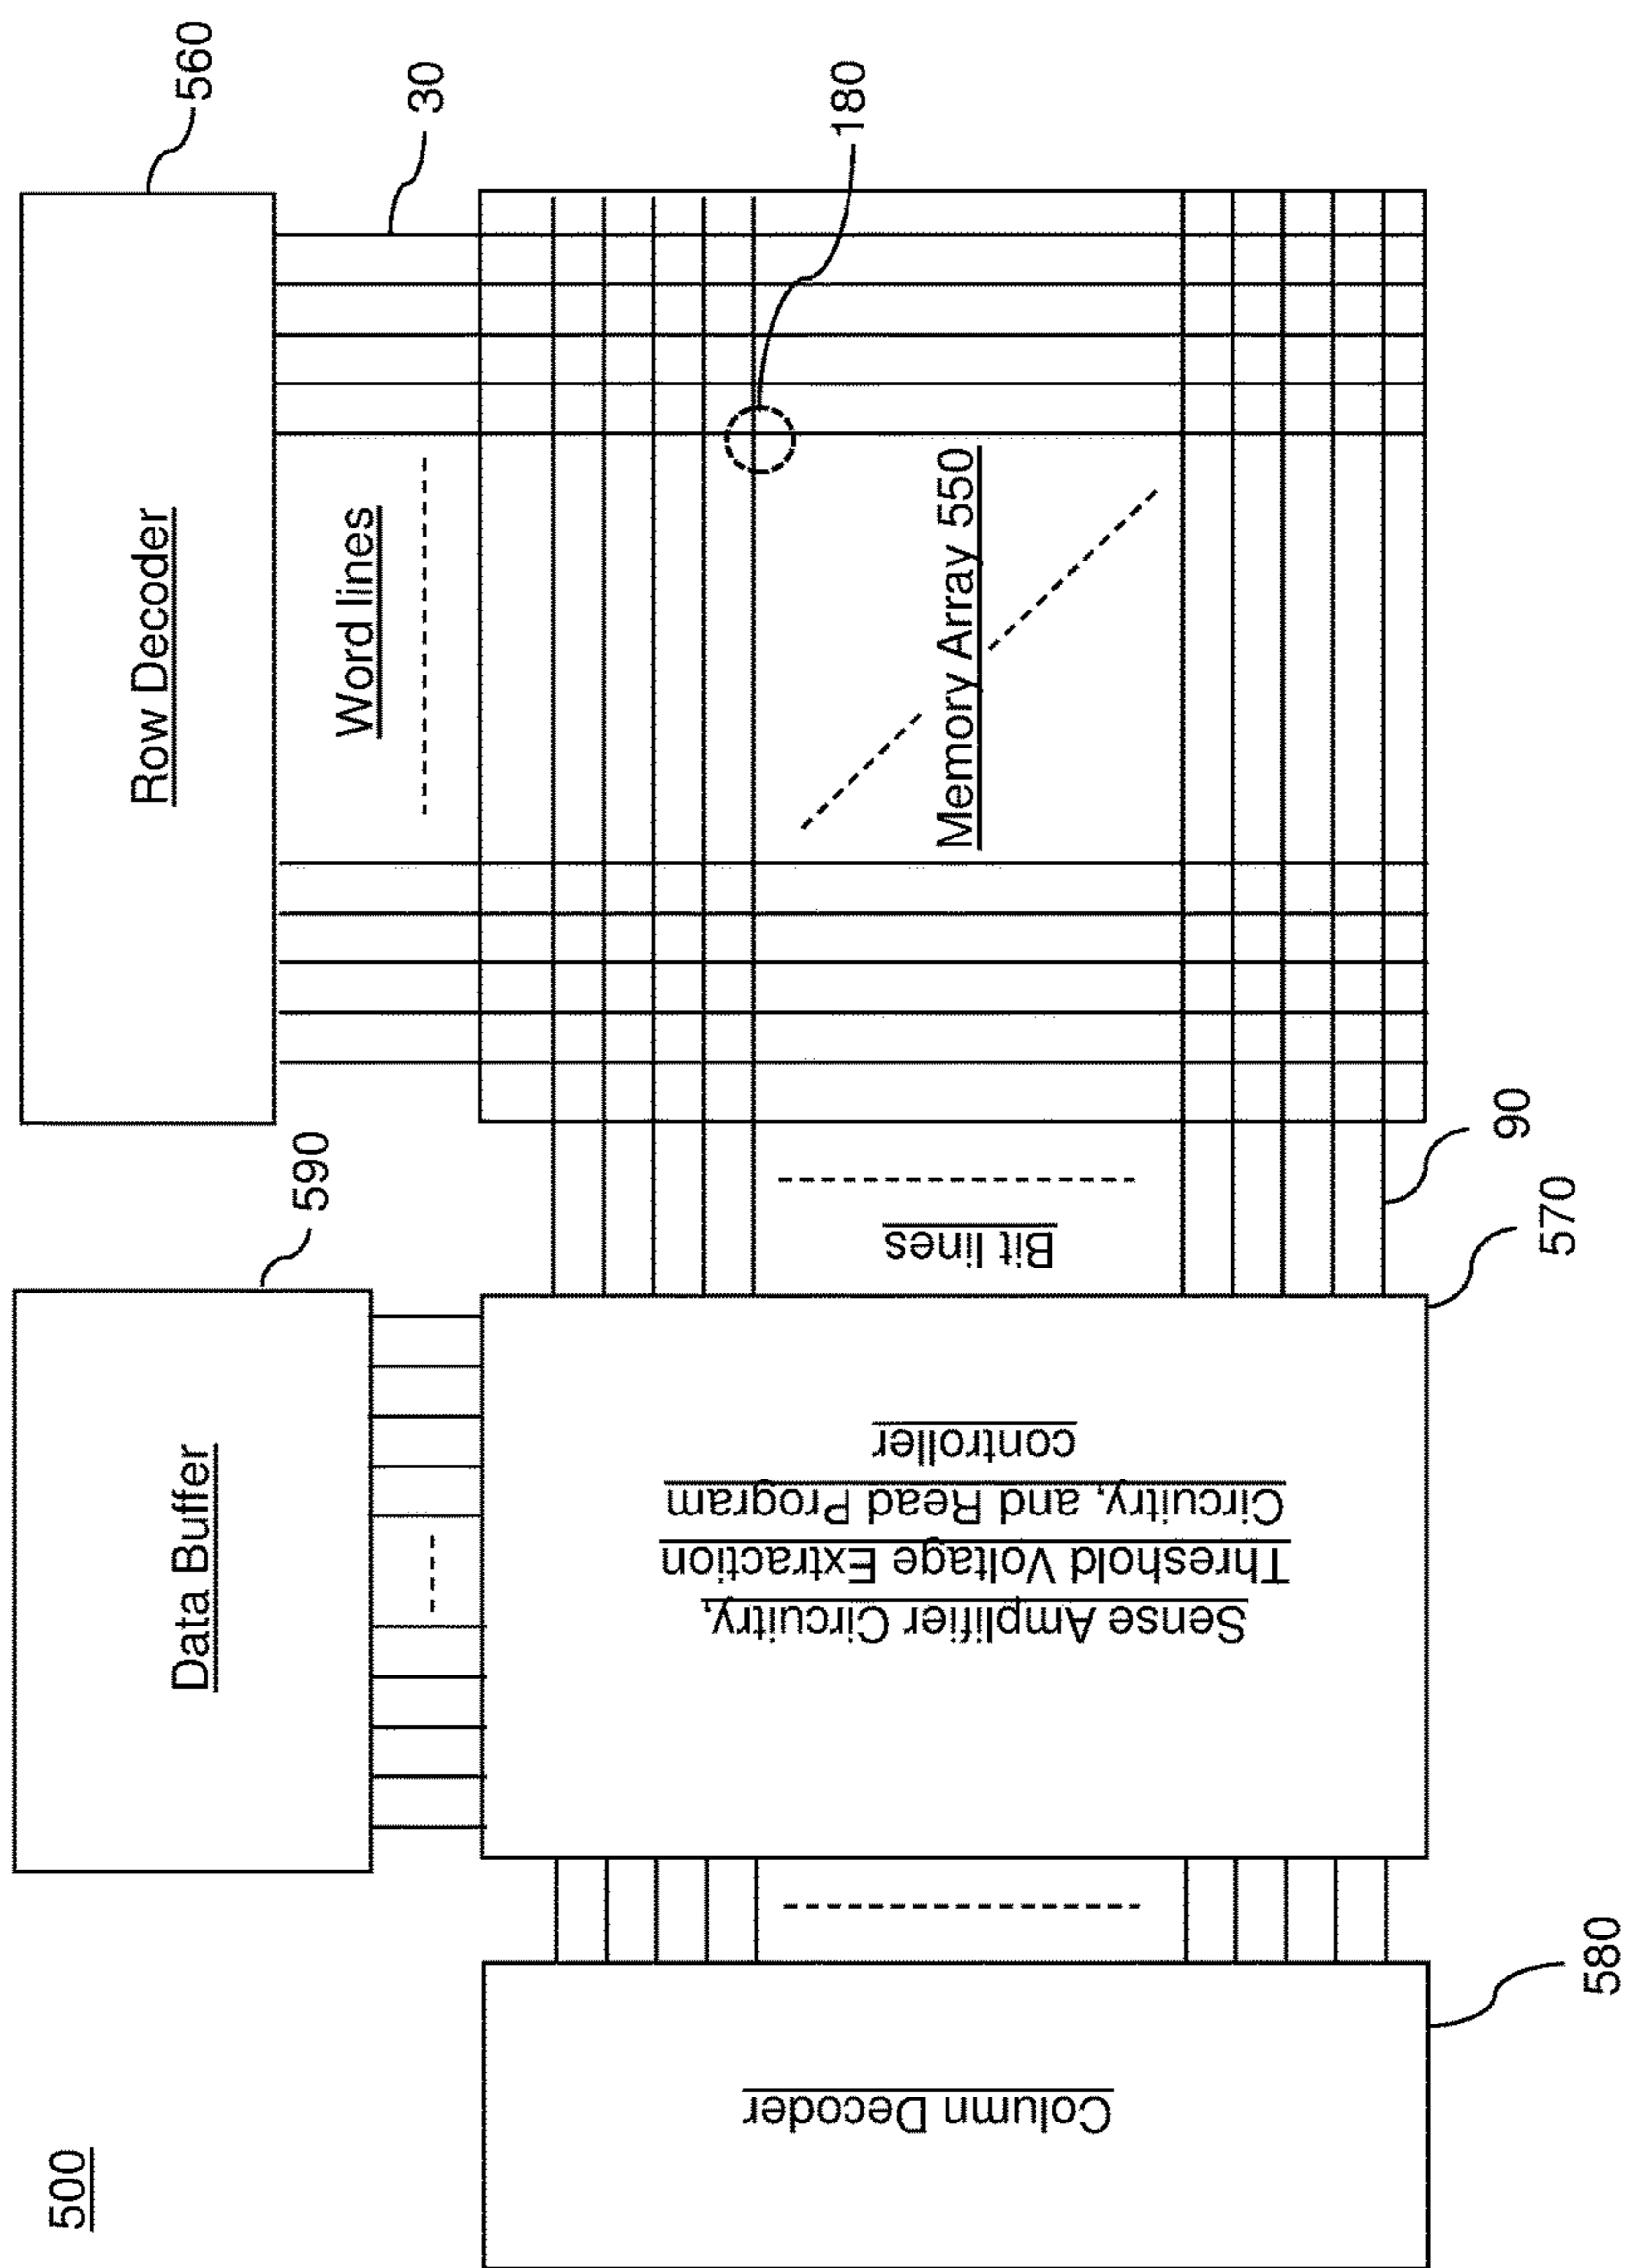 500
Row Decoder
560
Word lines
30
180
Memory Array 550
Data Buffer
590
Bit lines
90
Sense Amplifier Circuitry,
Threshold Voltage Extraction
Circuitry, and Read Program
controller
570
Column Decoder
580